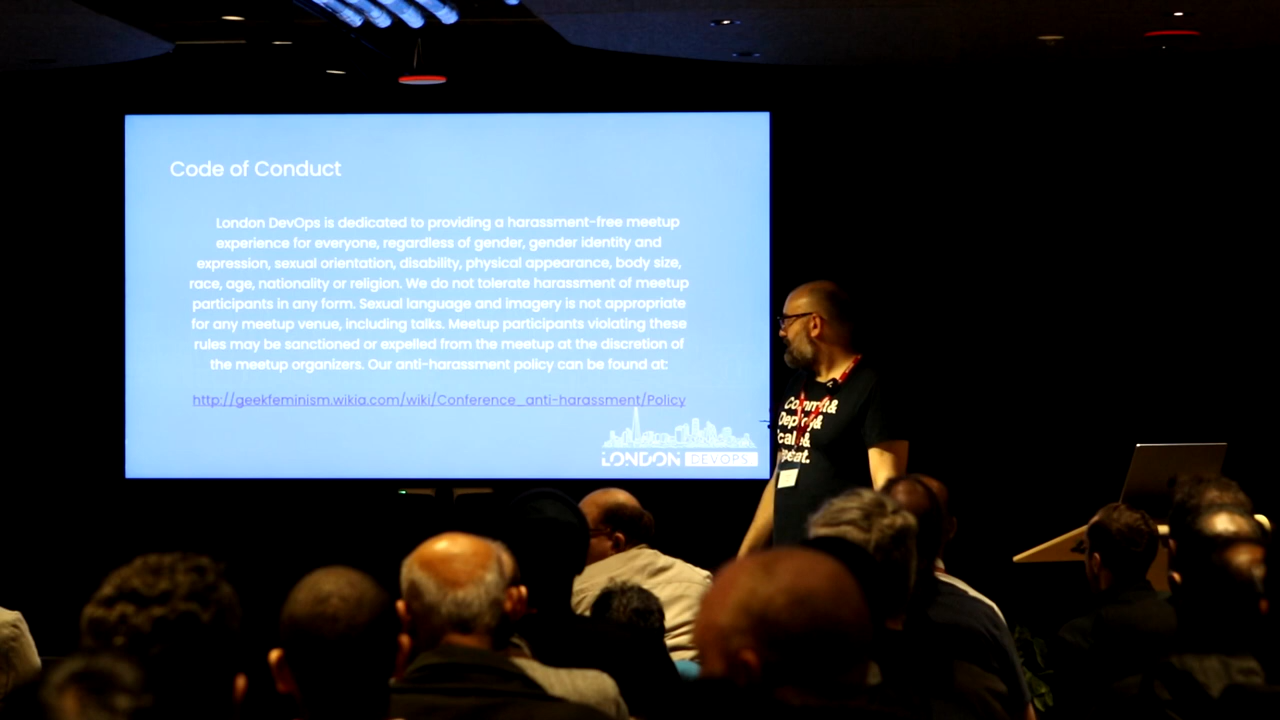 Code of Conduct
London DevOps is dedicated to providing a harassment-free meetup
experience for everyone, regardless of gender, gender identity and
expression, sexual orientation, disability, physical appearance, body size,
race, age, nationality or religion. We do not tolerate harassment of meetup
participants in any form. Sexual language and imagery is not appropriate
for any meetup venue, including talks. Meetup participants violating these
rules may be sanctioned or expelled from the meetup at the discretion of
the meetup organizers. Our anti-harassment policy can be found at:
http://geekfeminism.wikia.com/wiki/Conference_anti-harassment/Policy
LONDON DEVOPS
Commit&
Deploy&